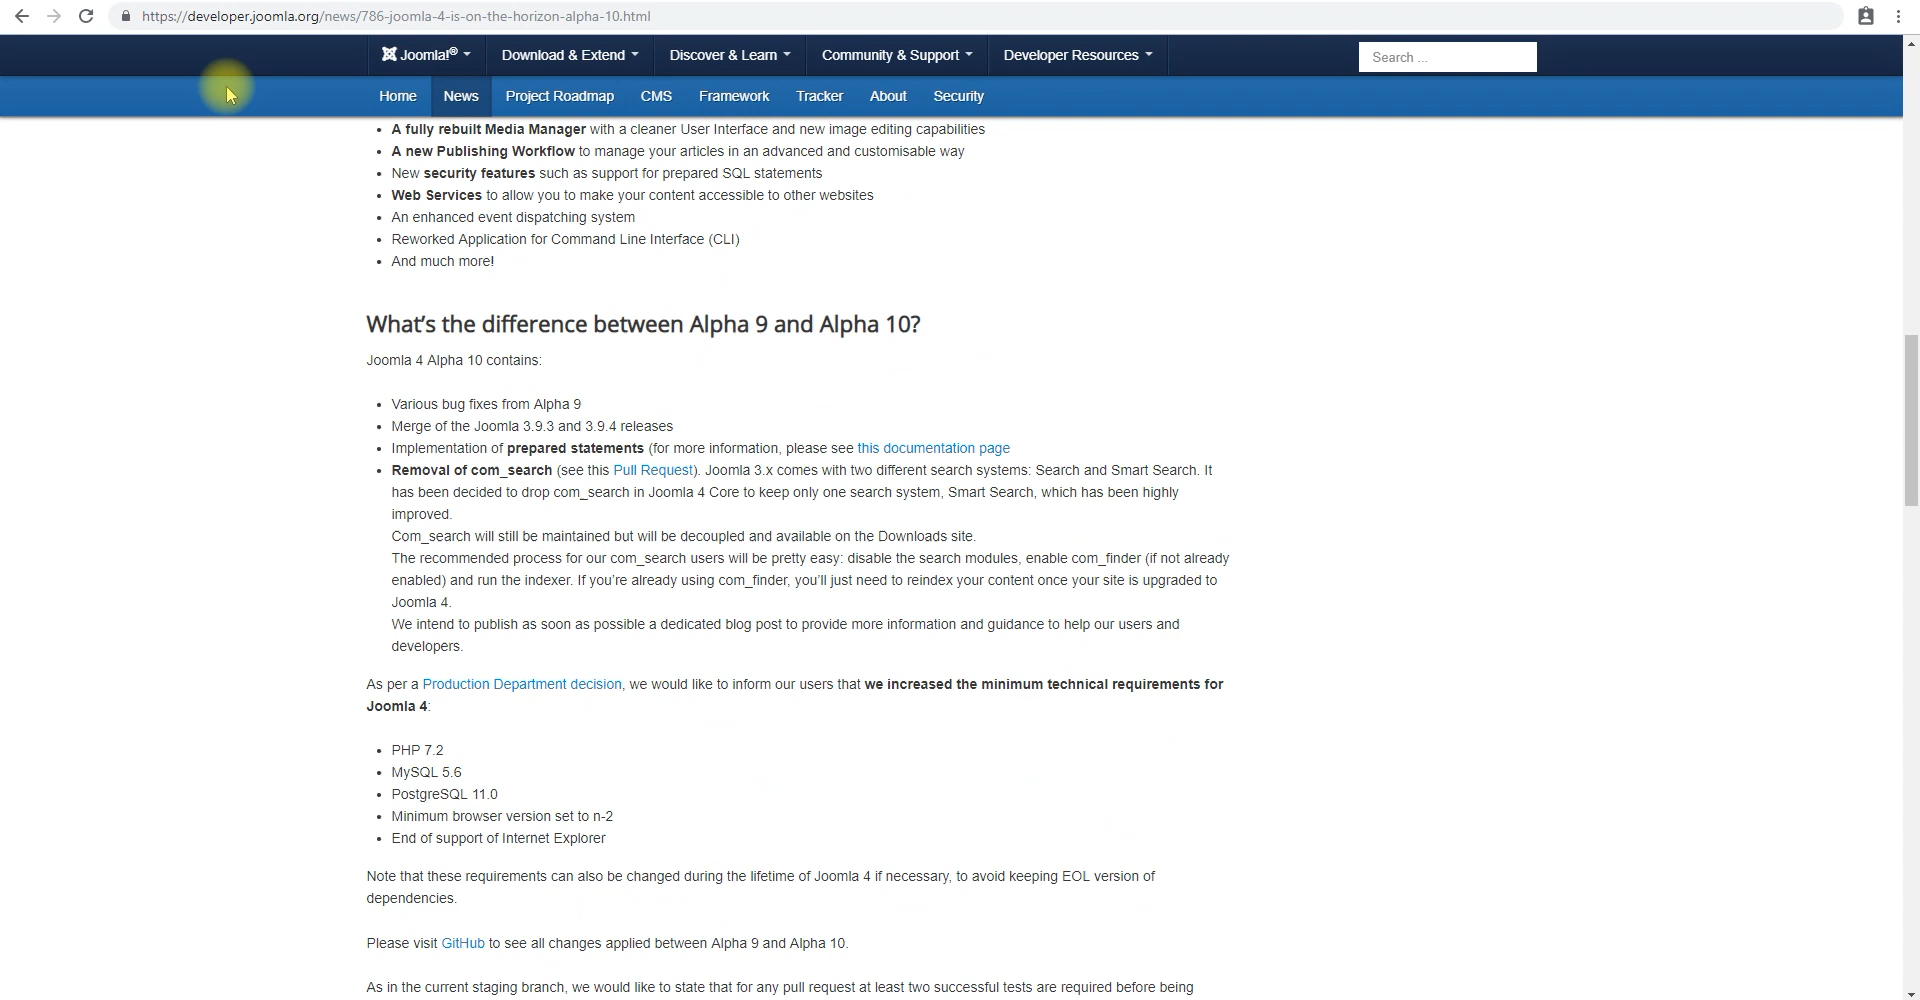 https://developer.joomla.org/news/786-joomla-4-is-on-the-horizon-alpha-10.html
Joomla!® Download & Extend Discover & Learn Community & Support Developer Resources Search ...
Home News Project Roadmap CMS Framework Tracker About Security
• A fully rebuilt Media Manager with a cleaner User Interface and new image editing capabilities
• A new Publishing Workflow to manage your articles in an advanced and customisable way
• New security features such as support for prepared SQL statements
• Web Services to allow you to make your content accessible to other websites
• An enhanced event dispatching system
• Reworked Application for Command Line Interface (CLI)
• And much more!
What's the difference between Alpha 9 and Alpha 10?
Joomla 4 Alpha 10 contains:
• Various bug fixes from Alpha 9
• Merge of the Joomla 3.9.3 and 3.9.4 releases
• Implementation of prepared statements (for more information, please see this documentation page
• Removal of com_search (see this Pull Request). Joomla 3.x comes with two different search systems: Search and Smart Search. It
has been decided to drop com_search in Joomla 4 Core to keep only one search system, Smart Search, which has been highly
improved.
Com_search will still be maintained but will be decoupled and available on the Downloads site.
The recommended process for our com_search users will be pretty easy: disable the search modules, enable com_finder (if not already
enabled) and run the indexer. If you're already using com_finder, you'll just need to reindex your content once your site is upgraded to
Joomla 4.
We intend to publish as soon as possible a dedicated blog post to provide more information and guidance to help our users and
developers.
As per a Production Department decision, we would like to inform our users that we increased the minimum technical requirements for
Joomla 4:
• PHP 7.2
• MySQL 5.6
• PostgreSQL 11.0
• Minimum browser version set to n-2
• End of support of Internet Explorer
Note that these requirements can also be changed during the lifetime of Joomla 4 if necessary, to avoid keeping EOL version of
dependencies.
Please visit GitHub to see all changes applied between Alpha 9 and Alpha 10.
As in the current staging branch, we would like to state that for any pull request at least two successful tests are required before being